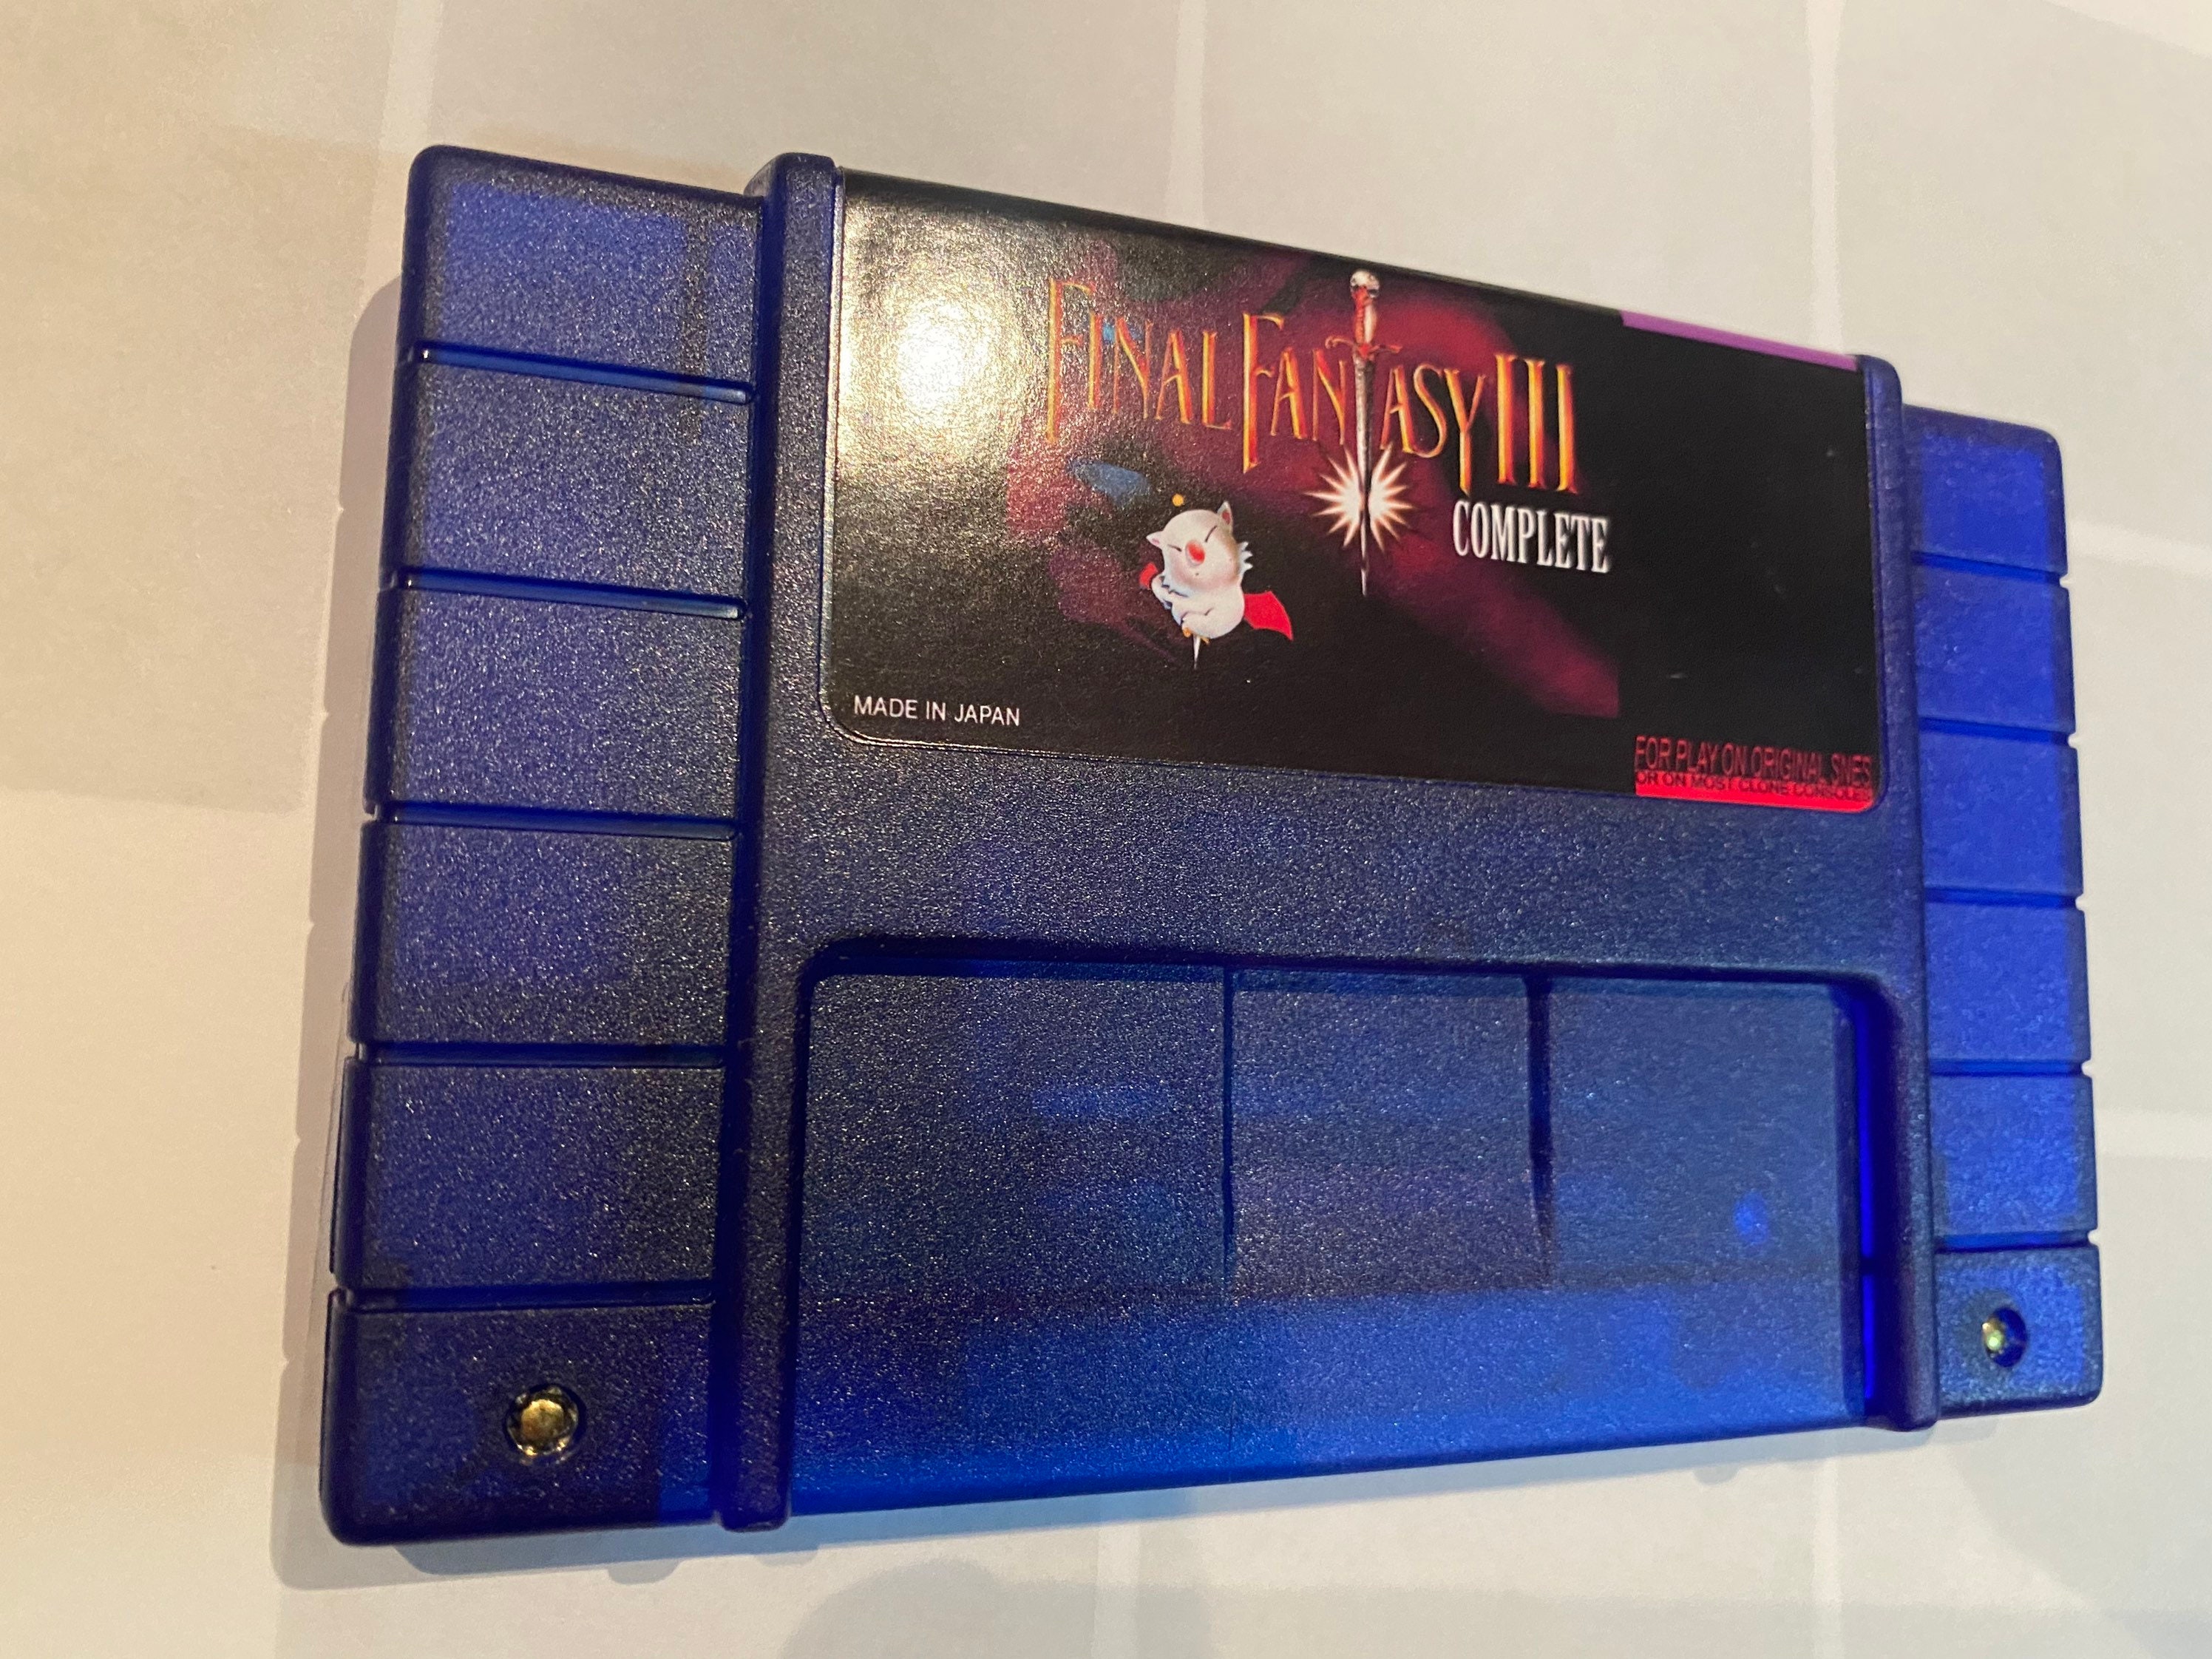 FINAL FANTASY III
COMPLETE
MADE IN JAPAN
FOR PLAY ON ORIGINAL SNES
OR ON MOST CLONE CONSOLES